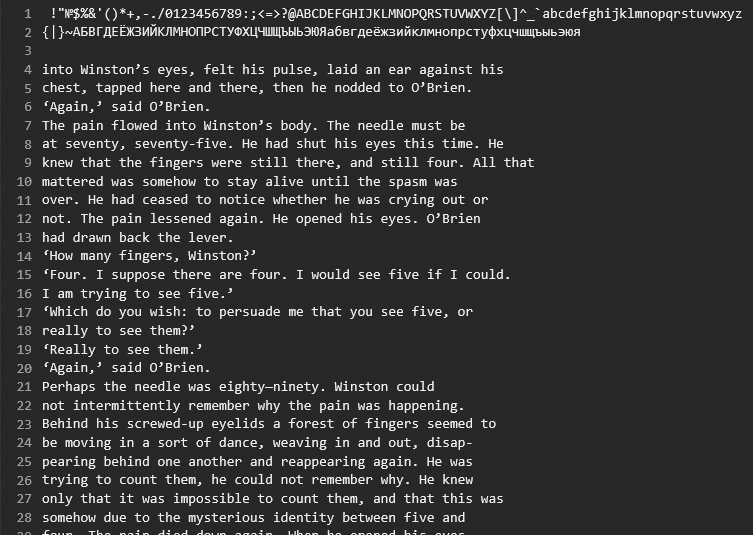 1 !"№$%&'()*+,-./0123456789:;<=>?@ABCDEFGHIJKLMNOPQRSTUVWXYZ[\]^_`abcdefghijklmnopqrstuvwxyz
2 {|}~АБВГДЕЁЖЗИЙКЛМНОПРСТУФХЦЧШЩЪЫЬЭЮЯабвгдеёжзийклмнопрстуфхцчшщъыьэюя
3
4 into Winston’s eyes, felt his pulse, laid an ear against his
5 chest, tapped here and there, then he nodded to O’Brien.
6 ‘Again,’ said O’Brien.
7 The pain flowed into Winston’s body. The needle must be
8 at seventy, seventy-five. He had shut his eyes this time. He
9 knew that the fingers were still there, and still four. All that
10 mattered was somehow to stay alive until the spasm was
11 over. He had ceased to notice whether he was crying out or
12 not. The pain lessened again. He opened his eyes. O’Brien
13 had drawn back the lever.
14 ‘How many fingers, Winston?’
15 ‘Four. I suppose there are four. I would see five if I could.
16 I am trying to see five.’
17 ‘Which do you wish: to persuade me that you see five, or
18 really to see them?’
19 ‘Really to see them.’
20 ‘Again,’ said O’Brien.
21 Perhaps the needle was eighty—ninety. Winston could
22 not intermittently remember why the pain was happening.
23 Behind his screwed-up eyelids a forest of fingers seemed to
24 be moving in a sort of dance, weaving in and out, disap-
25 pearing behind one another and reappearing again. He was
26 trying to count them, he could not remember why. He knew
27 only that it was impossible to count them, and that this was
28 somehow due to the mysterious identity between five and
29 four. The pain died down again. When he opened his eyes